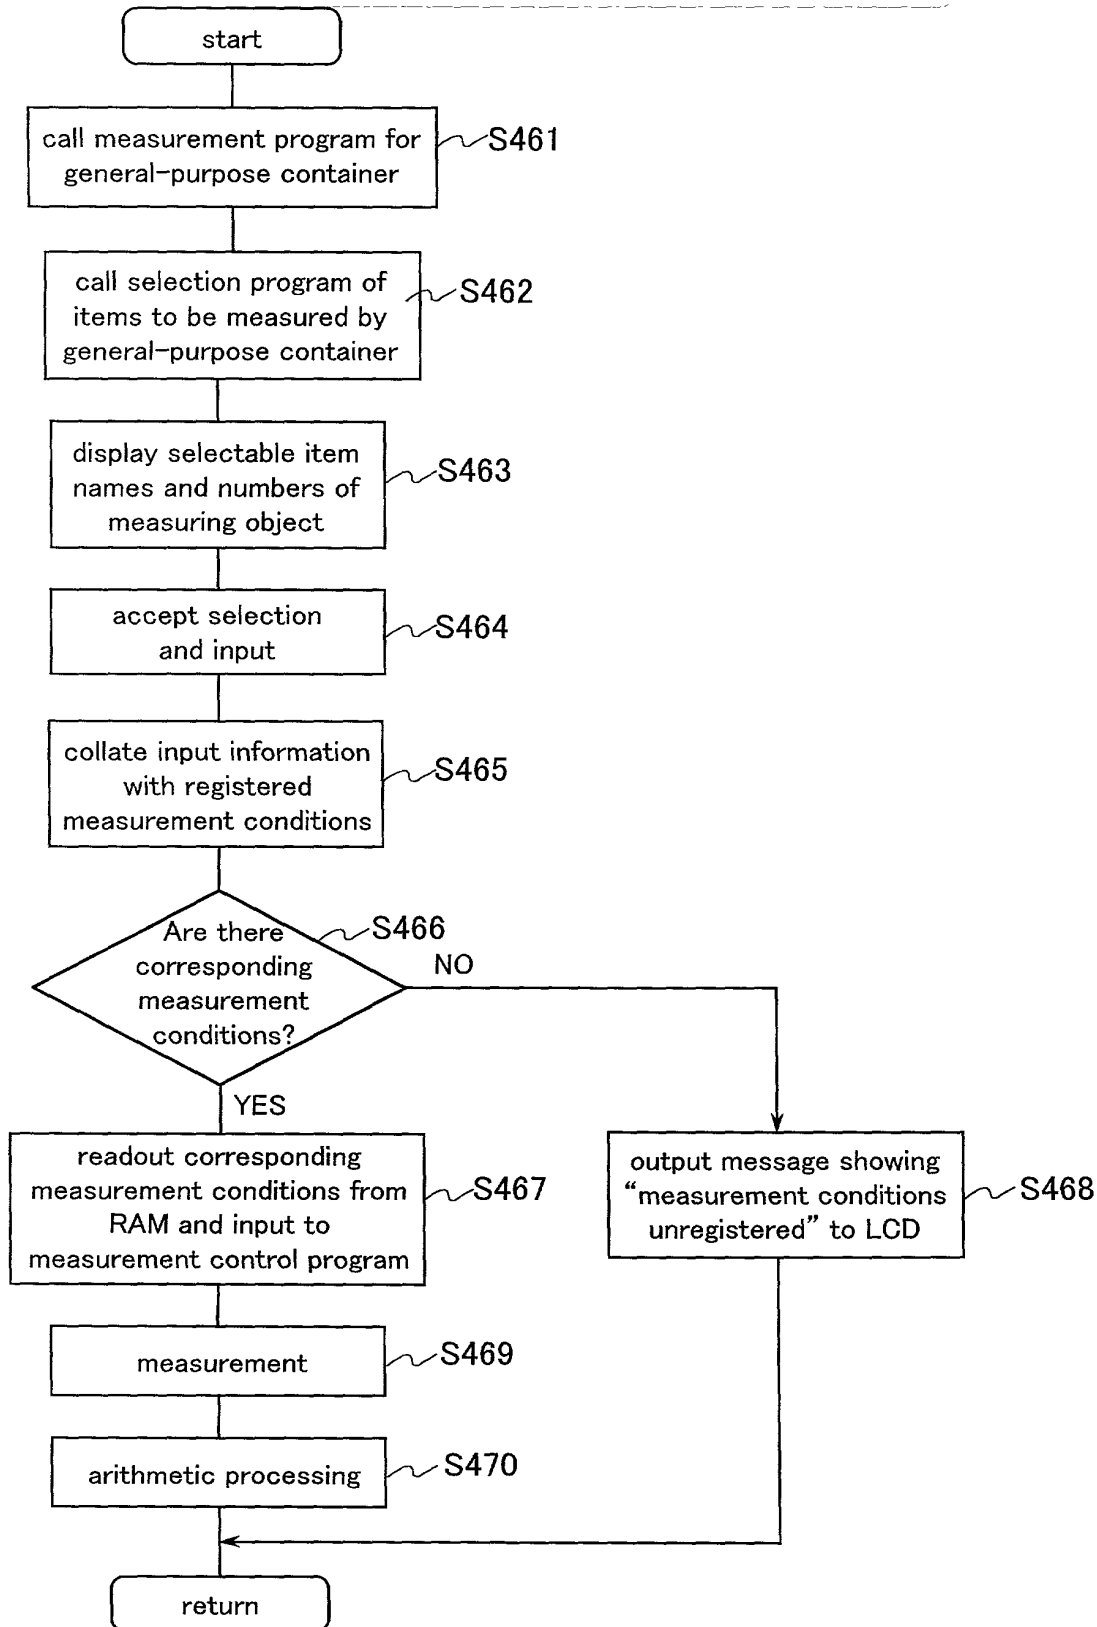 start
call measurement program for
general-purpose container
S461
call selection program of
items to be measured by
general-purpose container
S462
display selectable item
names and numbers of
measuring object
S463
accept selection
and input
S464
collate input information
with registered
measurement conditions
S465
Are there
corresponding
measurement
conditions?
S466
NO
YES
readout corresponding
measurement conditions from
RAM and input to
measurement control program
S467
output message showing
“measurement conditions
unregistered” to LCD
S468
measurement
S469
arithmetic processing
S470
return